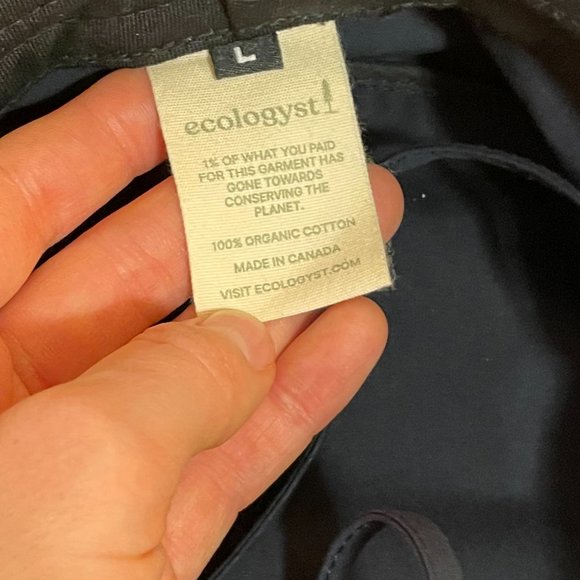 L
ecologyst
1% OF WHAT YOU PAID
FOR THIS GARMENT HAS
GONE TOWARDS
CONSERVING THE
PLANET.
100% ORGANIC COTTON
MADE IN CANADA
VISIT ECOLOGYST.COM